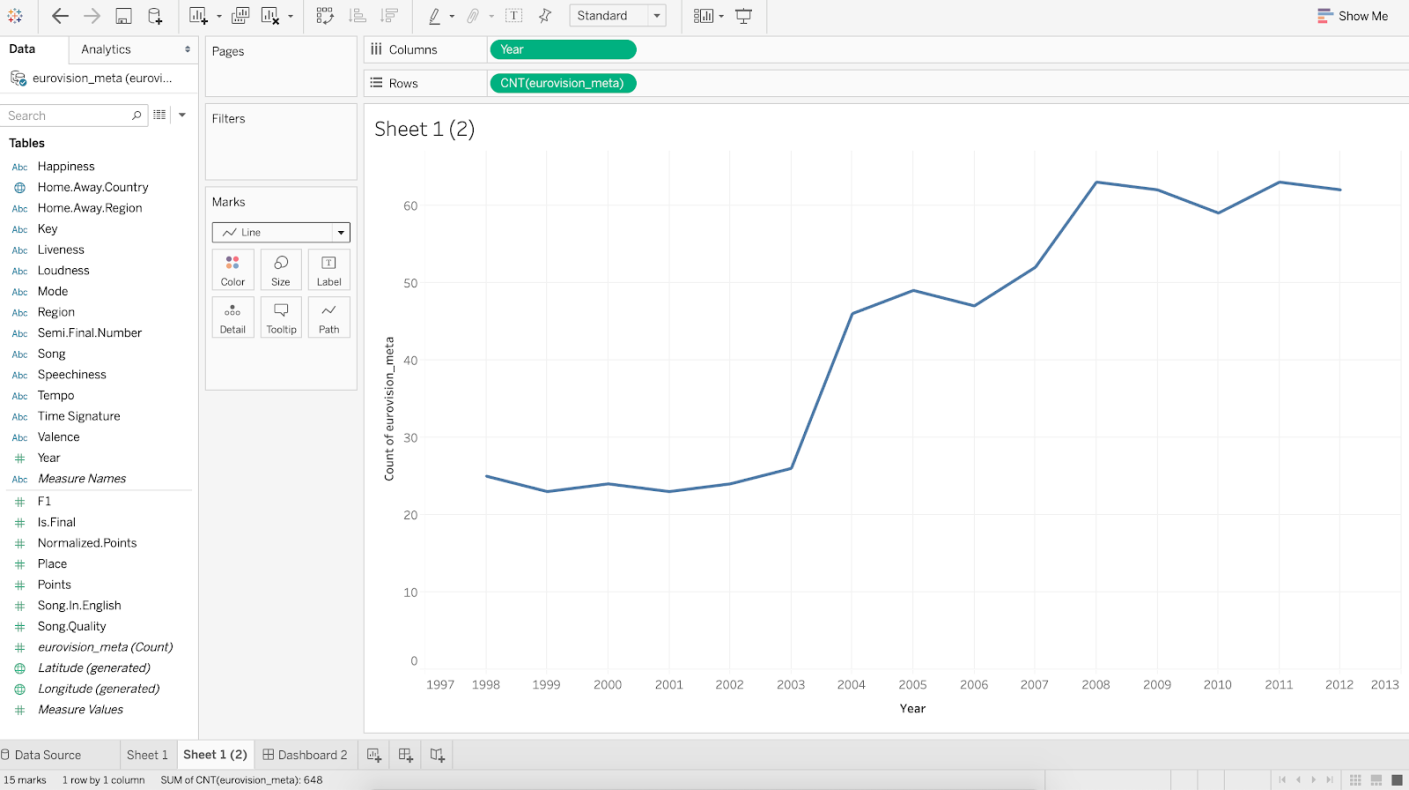 Standard
Show Me
Data
Analytics
eurovision_meta (eurovi...
Search
Tables
Abc Happiness
Home.Away.Country
Abc Home.Away.Region
Abc Key
Abc Liveness
Abc Loudness
Abc Mode
Abc Region
Abc Semi.Final.Number
Abc Song
Abc Speechiness
Abc Tempo
Abc Time Signature
Abc Valence
# Year
Abc Measure Names
# F1
# Is.Final
# Normalized.Points
# Place
# Points
# Song.In.English
# Song.Quality
# eurovision_meta (Count)
Latitude (generated)
Longitude (generated)
# Measure Values
Pages
Filters
Marks
Line
Color Size Label
Detail Tooltip Path
Columns Year
Rows CNT(eurovision_meta)
Sheet 1 (2)
Count of eurovision_meta
60
50
40
30
20
10
0
1997 1998 1999 2000 2001 2002 2003 2004 2005 2006 2007 2008 2009 2010 2011 2012 2013
Year
Data Source Sheet 1 Sheet 1 (2) Dashboard 2
15 marks 1 row by 1 column SUM of CNT(eurovision_meta): 648